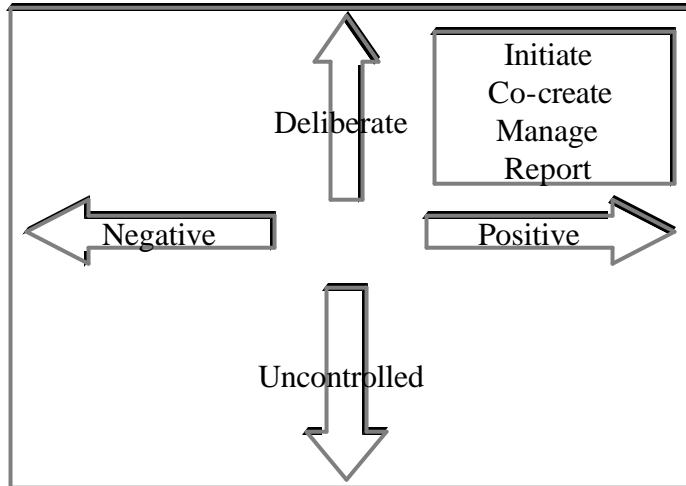 Initiate
Co-create
Manage
Report
Deliberate
Negative
Positive
Uncontrolled